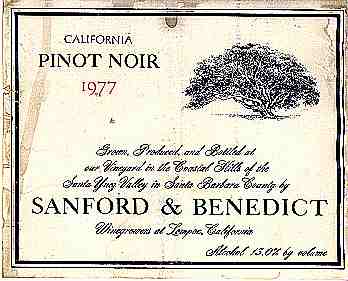 CALIFORNIA
PINOT NOIR
1977
Grown, Produced, and Bottled at
our Vineyard in the Coastal Hills of the
Santa Ynez Valley in Santa Barbara County by
SANFORD & BENEDICT
Winegrowers at Lompoc, California
Alcohol 13.0% by volume